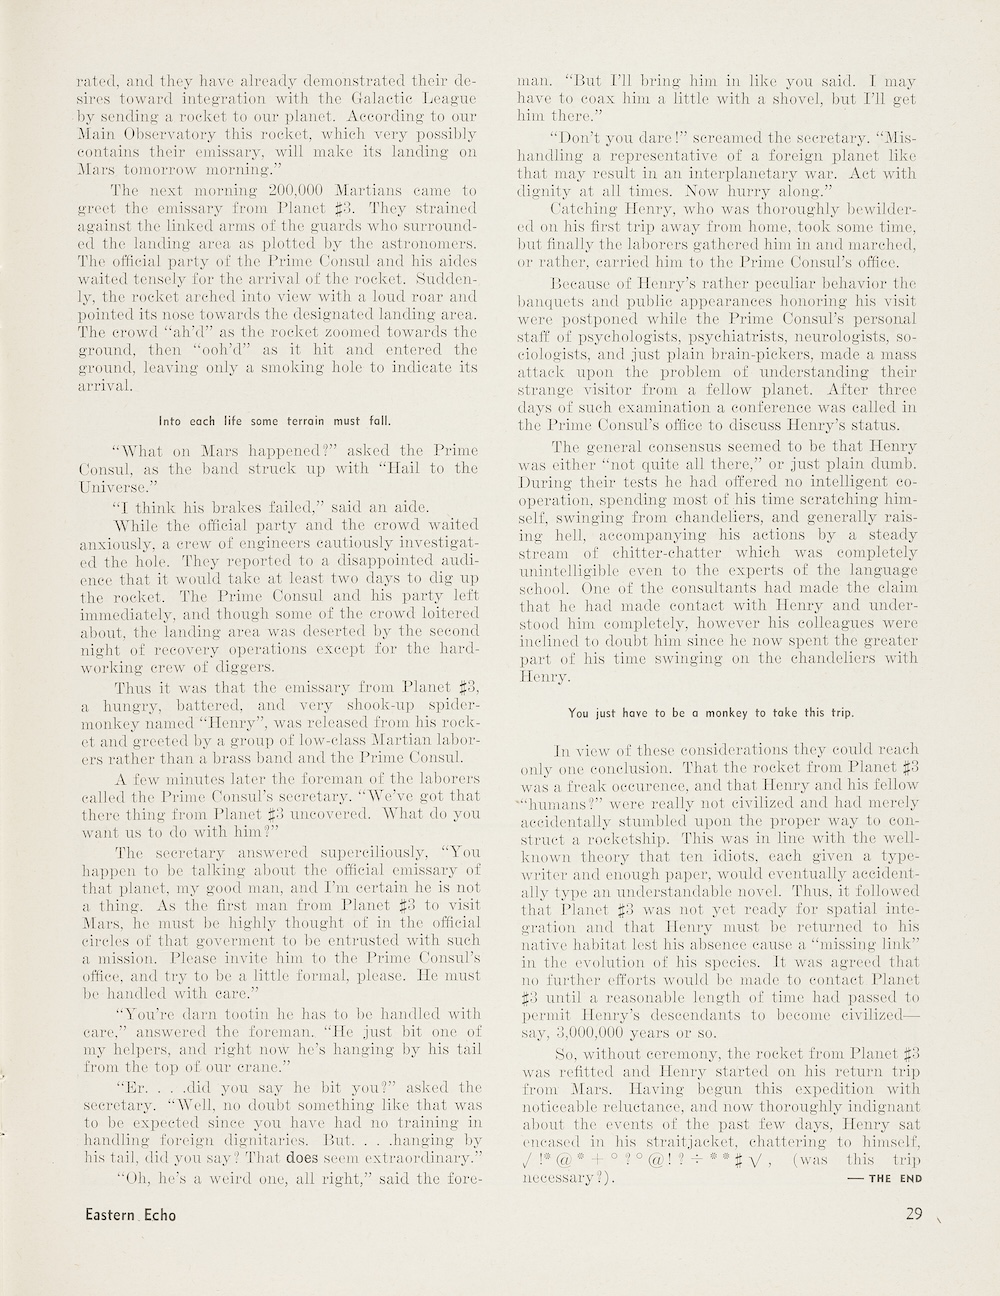 rated, and they have already demonstrated their de-
sires toward integration with the Galactic League
by sending a rocket to our planet. According to our
Main Observatory this rocket, which very possibly
contains their emissary, will make its landing on
Mars tomorrow morning.”
The next morning 200,000 Martians came to
greet the emissary from Planet #3. They strained
against the linked arms of the guards who surround-
ed the landing area as plotted by the astronomers.
The official party of the Prime Consul and his aides
waited tensely for the arrival of the rocket. Sudden-
ly, the rocket arched into view with a loud roar and
pointed its nose towards the designated landing area.
The crowd “ah’d” as the rocket zoomed towards the
ground, then “ooh’d” as it hit and entered the
ground, leaving only a smoking hole to indicate its
arrival.
Into each life some terrain must fall.
“What on Mars happened?” asked the Prime
Consul, as the band struck up with “Hail to the
Universe.”
“I think his brakes failed,” said an aide.
While the official party and the crowd waited
anxiously, a crew of engineers cautiously investigat-
ed the hole. They reported to a disappointed audi-
ence that it would take at least two days to dig up
the rocket. The Prime Consul and his party left
immediately, and though some of the crowd loitered
about, the landing area was deserted by the second
night of recovery operations except for the hard-
working crew of diggers.
Thus it was that the emissary from Planet #3,
a hungry, battered, and very shook-up spider-
monkey named “Henry”, was released from his rock-
et and greeted by a group of low-class Martian labor-
ers rather than a brass band and the Prime Consul.
A few minutes later the foreman of the laborers
called the Prime Consul’s secretary. “We’ve got that
there thing from Planet #3 uncovered. What do you
want us to do with him?”
The secretary answered superciliously, “You
happen to be talking about the official emissary of
that planet, my good man, and I’m certain he is not
a thing. As the first man from Planet #3 to visit
Mars, he must be highly thought of in the official
circles of that goverment to be entrusted with such
a mission. Please invite him to the Prime Consul’s
office, and try to be a little formal, please. He must
be handled with care.”
“You’re darn tootin he has to be handled with
care,” answered the foreman. “He just bit one of
my helpers, and right now he’s hanging by his tail
from the top of our crane.”
“Er. . . .did you say he bit you?” asked the
secretary. “Well, no doubt something like that was
to be expected since you have had no training in
handling foreign dignitaries. But. . . .hanging by
his tail, did you say? That does seem extraordinary.”
“Oh, he’s a weird one, all right,” said the fore-
man. “But I’ll bring him in like you said. I may
have to coax him a little with a shovel, but I’ll get
him there.”
“Don’t you dare!” screamed the secretary. “Mis-
handling a representative of a foreign planet like
that may result in an interplanetary war. Act with
dignity at all times. Now hurry along.”
Catching Henry, who was thoroughly bewilder-
ed on his first trip away from home, took some time,
but finally the laborers gathered him in and marched,
or rather, carried him to the Prime Consul’s office.
Because of Henry’s rather peculiar behavior the
banquets and public appearances honoring his visit
were postponed while the Prime Consul’s personal
staff of psychologists, psychiatrists, neurologists, so-
ciologists, and just plain brain-pickers, made a mass
attack upon the problem of understanding their
strange visitor from a fellow planet. After three
days of such examination a conference was called in
the Prime Consul’s office to discuss Henry’s status.
The general consensus seemed to be that Henry
was either “not quite all there,” or just plain dumb.
During their tests he had offered no intelligent co-
operation, spending most of his time scratching him-
self, swinging from chandeliers, and generally rais-
ing hell, accompanying his actions by a steady
stream of chitter-chatter which was completely
unintelligible even to the experts of the language
school. One of the consultants had made the claim
that he had made contact with Henry and under-
stood him completely, however his colleagues were
inclined to doubt him since he now spent the greater
part of his time swinging on the chandeliers with
Henry.
You just have to be a monkey to take this trip.
In view of these considerations they could reach
only one conclusion. That the rocket from Planet #3
was a freak occurence, and that Henry and his fellow
“humans?” were really not civilized and had merely
accidentally stumbled upon the proper way to con-
struct a rocketship. This was in line with the well-
known theory that ten idiots, each given a type-
writer and enough paper, would eventually accident-
ally type an understandable novel. Thus, it followed
that Planet #3 was not yet ready for spatial inte-
gration and that Henry must be returned to his
native habitat lest his absence cause a “missing link”
in the evolution of his species. It was agreed that
no further efforts would be made to contact Planet
#3 until a reasonable length of time had passed to
permit Henry’s descendants to become civilized—
say, 3,000,000 years or so.
So, without ceremony, the rocket from Planet #3
was refitted and Henry started on his return trip
from Mars. Having begun this expedition with
noticeable reluctance, and now thoroughly indignant
about the events of the past few days, Henry sat
encased in his straitjacket, chattering to himself,
/ !* @ * + ° ? ° @ ! ? ÷ * * # √ , (was this trip
necessary?). — THE END
Eastern Echo 29